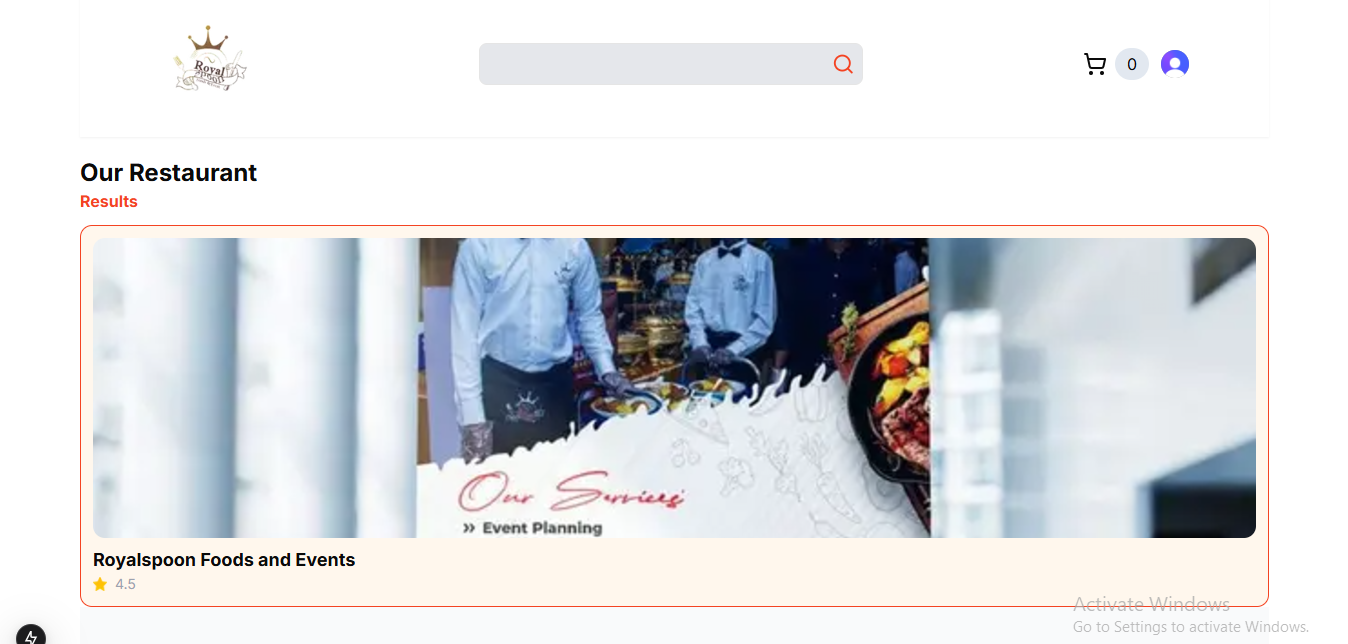 Royal
Spoon
0
Our Restaurant
Results
Our Services
» Event Planning
Royalspoon Foods and Events
4.5
Activate Windows
Go to Settings to activate Windows.